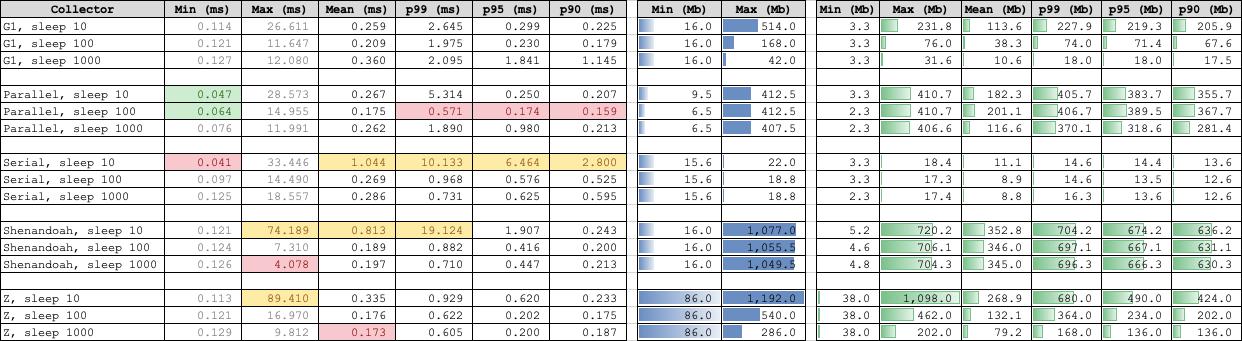 Collector Min (ms) Max (ms) Mean (ms) p99 (ms) p95 (ms) p90 (ms) Min (Mb) Max (Mb) Min (Mb) Max (Mb) Mean (Mb) p99 (Mb) p95 (Mb) p90 (Mb)
G1, sleep 10 0.114 26.611 0.259 2.645 0.299 0.225 16.0 514.0 3.3 231.8 113.6 227.9 219.3 205.9
G1, sleep 100 0.121 11.647 0.209 1.975 0.230 0.179 16.0 168.0 3.3 76.0 38.3 74.0 71.4 67.6
G1, sleep 1000 0.127 12.080 0.360 2.095 1.841 1.145 16.0 42.0 3.3 31.6 10.6 18.0 18.0 17.5
Parallel, sleep 10 0.047 28.573 0.267 5.314 0.250 0.207 9.5 412.5 3.3 410.7 182.3 405.7 383.7 355.7
Parallel, sleep 100 0.064 14.955 0.175 0.571 0.174 0.159 6.5 412.5 2.3 410.7 201.1 406.7 389.5 367.7
Parallel, sleep 1000 0.076 11.991 0.262 1.890 0.980 0.213 6.5 407.5 2.3 406.6 116.6 370.1 318.6 281.4
Serial, sleep 10 0.041 33.446 1.044 10.133 6.464 2.800 15.6 22.0 3.3 18.4 11.1 14.6 14.4 13.6
Serial, sleep 100 0.097 14.490 0.269 0.968 0.576 0.525 15.6 18.8 3.3 17.3 8.9 14.6 13.5 12.6
Serial, sleep 1000 0.125 18.557 0.286 0.731 0.625 0.595 15.6 18.8 2.3 17.4 8.8 16.3 13.6 12.6
Shenandoah, sleep 10 0.121 74.189 0.813 19.124 1.907 0.243 16.0 1,077.0 5.2 720.2 352.8 704.2 674.2 636.2
Shenandoah, sleep 100 0.124 7.310 0.189 0.882 0.416 0.200 16.0 1,055.5 4.6 706.1 346.0 697.1 667.1 631.1
Shenandoah, sleep 1000 0.126 4.078 0.197 0.710 0.447 0.213 16.0 1,049.5 4.8 704.3 345.0 696.3 666.3 630.3
Z, sleep 10 0.113 89.410 0.335 0.929 0.620 0.233 86.0 1,192.0 38.0 1,098.0 268.9 680.0 490.0 424.0
Z, sleep 100 0.121 16.970 0.176 0.622 0.202 0.175 86.0 540.0 38.0 462.0 132.1 364.0 234.0 202.0
Z, sleep 1000 0.129 9.812 0.173 0.605 0.200 0.187 86.0 286.0 38.0 202.0 79.2 168.0 136.0 136.0